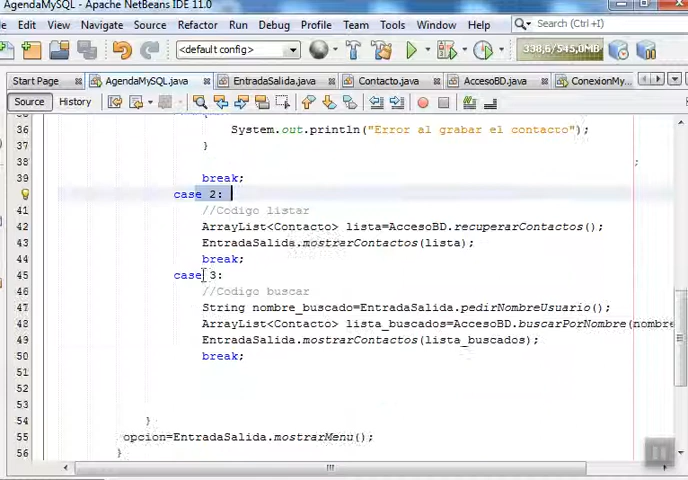 AgendaMySQL - Apache NetBeans IDE 11.0
Edit View Navigate Source Refactor Run Debug Profile Team Tools Window Help Search (Ctrl+I)
<default config> 338,6/545,0MB
Start Page AgendaMySQL.java EntradaSalida.java Contacto.java AccesoBD.java ConexionMy...
Source History
36 System.out.println("Error al grabar el contacto");
37 }
38 ;
39 break;
case 2:
41 //Codigo listar
42 ArrayList<Contacto> lista=AccesoBD.recuperarContactos();
43 EntradaSalida.mostrarContactos(lista);
44 break;
45 case 3:
46 //Codigo buscar
47 String nombre_buscado=EntradaSalida.pedirNombreUsuario();
48 ArrayList<Contacto> lista_buscados=AccesoBD.buscarPorNombre(nombre
49 EntradaSalida.mostrarContactos(lista_buscados);
50 break;
51
52
53
54 }
55 opcion=EntradaSalida.mostrarMenu();
56 }